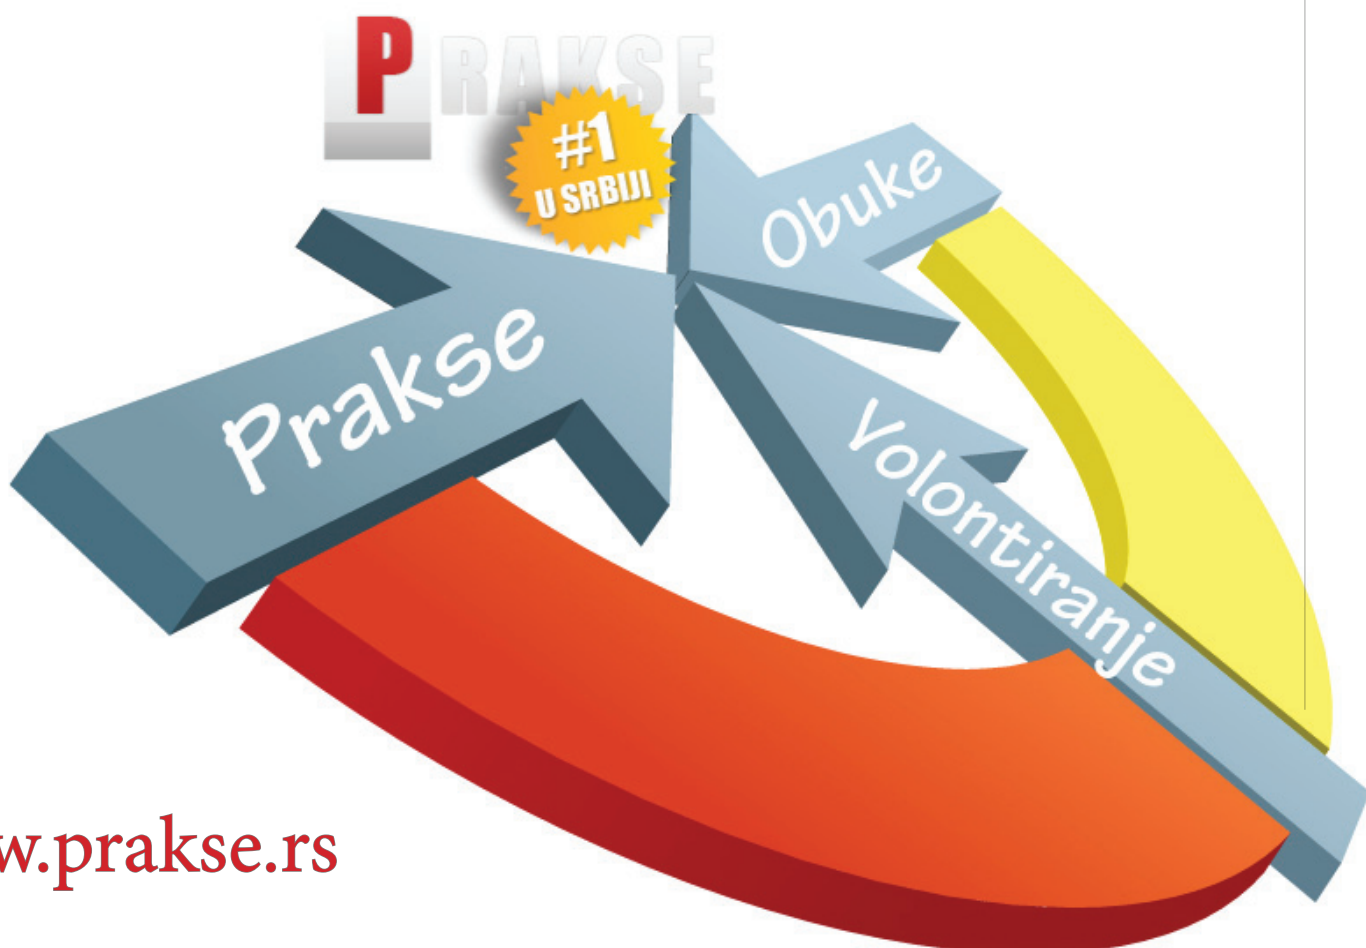 PRAKSE
#1
U SRBIJI
Obuke
Prakse
Volontiranje
w.prakse.rs